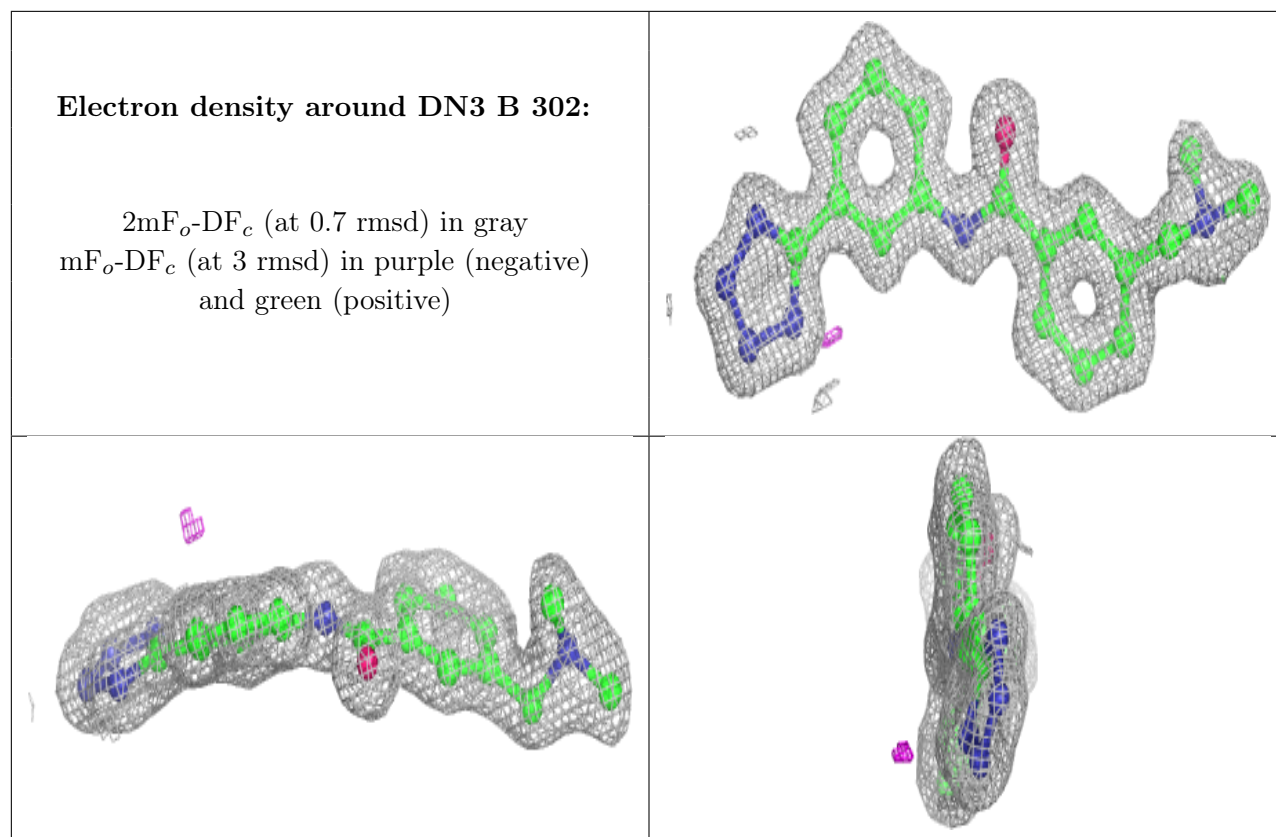 Electron density around DN3 B 302:
2mFo-DFc (at 0.7 rmsd) in gray
mFo-DFc (at 3 rmsd) in purple (negative)
and green (positive)